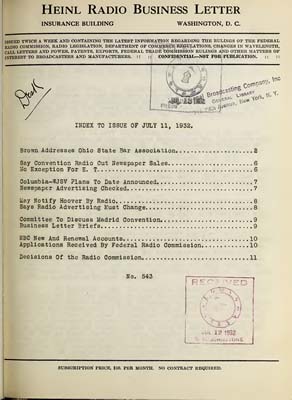 HEINL RADIO BUSINESS LETTER
INSURANCE BUILDING WASHINGTON, D. C.
ISSUED TWICE A WEEK AND CONTAINING THE LATEST INFORMATION REGARDING THE RULINGS OF THE FEDERAL
RADIO COMMISSION, RADIO LEGISLATION, DEPARTMENT OF COMMERCE REGULATIONS, CHANGES IN WAVELENGTH,
CALL LETTERS AND POWER, PATENTS, EXPORTS, FEDERAL TRADE COMMISSION RULINGS AND OTHER MATTERS OF
INTEREST TO BROADCASTERS AND MANUFACTURERS. :: :: CONFIDENTIAL—NOT FOR PUBLICATION. :: ::
Broadcasting Company, Inc
GENERAL LIBRARY
New York, N. Y.
INDEX TO ISSUE OF JULY 11, 1932.
Brown Addresses Ohio State Bar Association....................2
Say Convention Radio Cut Newspaper Sales......................6
No Exception For E. T.........................................6
Columbia-WJSV Plans To Date Announced.........................7
Newspaper Advertising Checked.................................7
Key Notify Hoover By Radio....................................8
Says Radio Advertising Must Change............................8
Committee To Discuss Madrid Convention........................9
Business Letter Briefs........................................9
NBC New And Renewal Accounts..................................10
Applications Received By Federal Radio Commission.............10
Decisions Of the Radio Commission.............................11
No. 543
RECEIVED
JUL 12 1932
SUBSCRIPTION PRICE, $10. PER MONTH. NO CONTRACT REQUIRED.